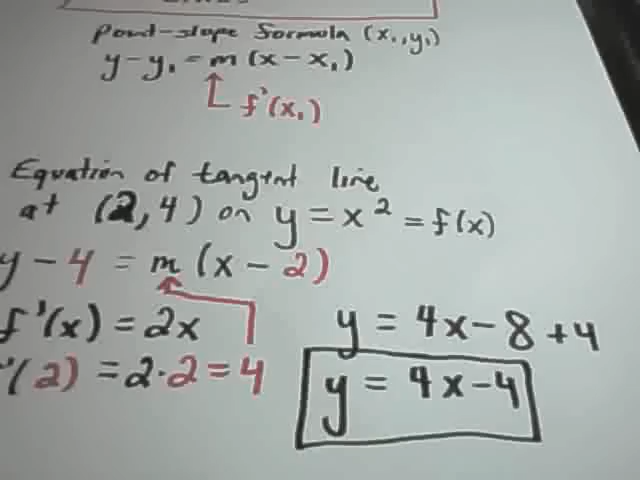 Point-slope formula (x₁, y₁)
y - y₁ = m (x - x₁)
f'(x₁)
Equation of tangent line
at (2, 4) on y = x² = f(x)
y - 4 = m (x - 2)
f'(x) = 2x
'(2) = 2 · 2 = 4
y = 4x - 8 + 4
y = 4x - 4